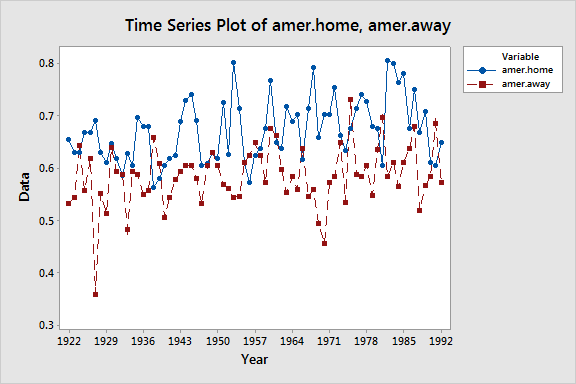 Time Series Plot of amer.home, amer.away
Variable
amer.home
amer.away
0.8
0.7
0.6
0.5
0.4
0.3
Data
1922 1929 1936 1943 1950 1957 1964 1971 1978 1985 1992
Year